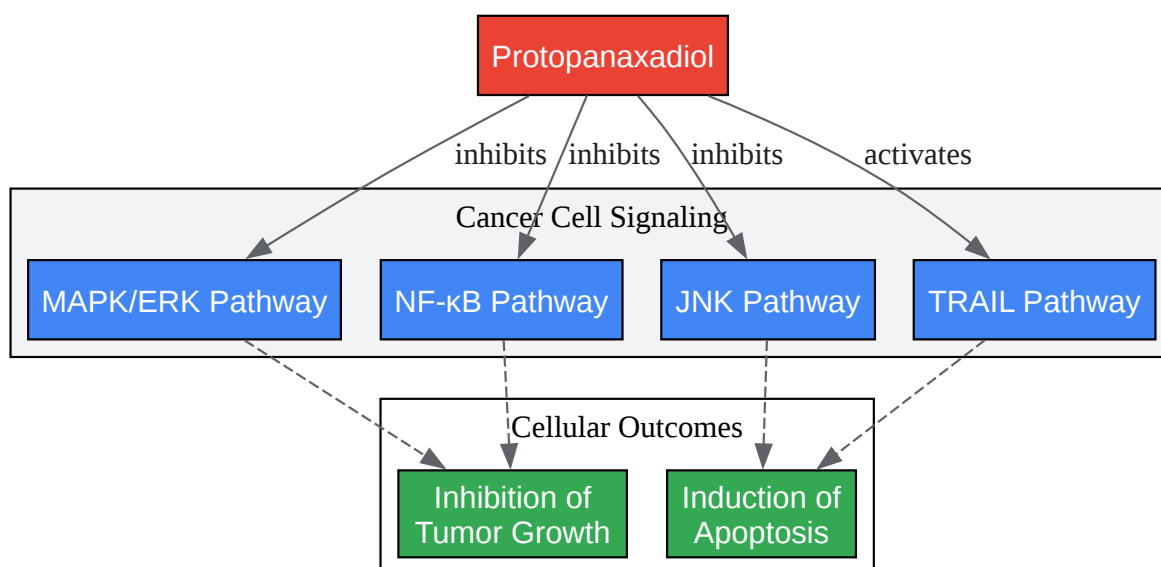 Protopanaxadiol
inhibits
inhibits
inhibits
activates
Cancer Cell Signaling
MAPK/ERK Pathway
NF-κB Pathway
JNK Pathway
TRAIL Pathway
Cellular Outcomes
Inhibition of
Tumor Growth
Induction of
Apoptosis